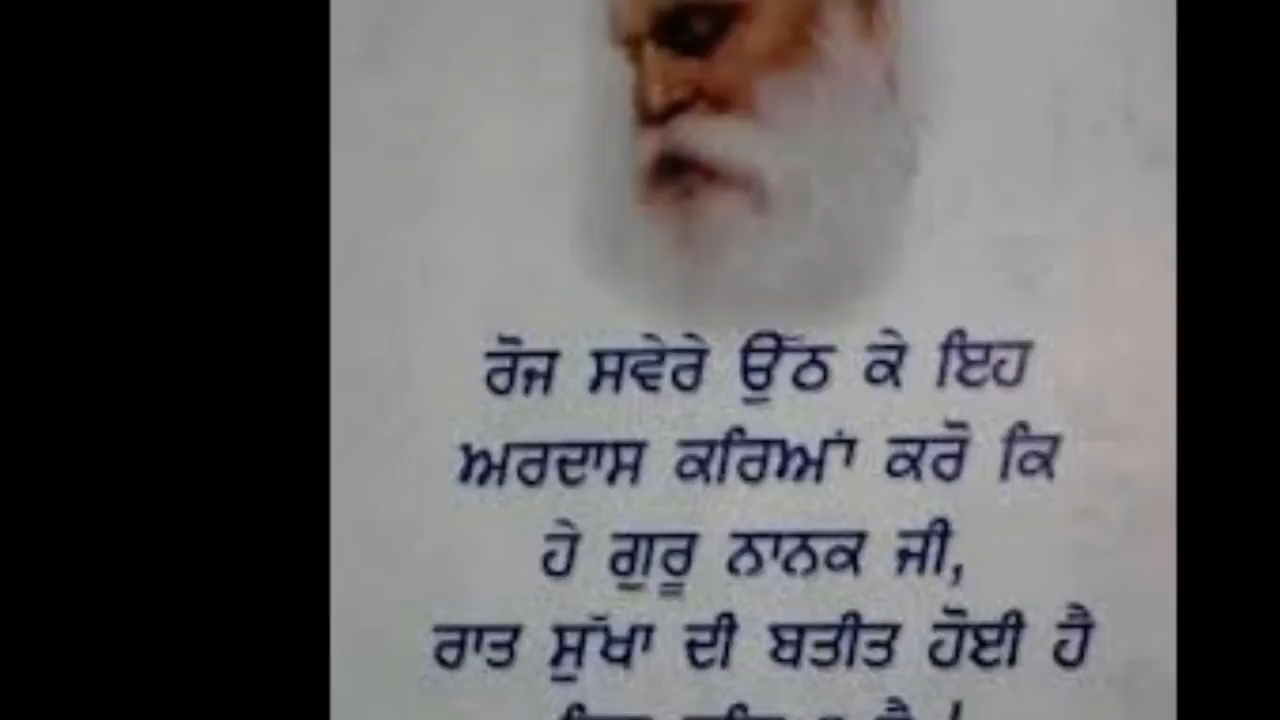 ਰੋਜ ਸਵੇਰੇ ਉੱਠ ਕੇ ਇਹ
ਅਰਦਾਸ ਕਰਿਆਂ ਕਰੋ ਕਿ
ਹੇ ਗੁਰੂ ਨਾਨਕ ਜੀ,
ਰਾਤ ਸੁੱਖਾ ਦੀ ਬਤੀਤ ਹੋਈ ਹੈ